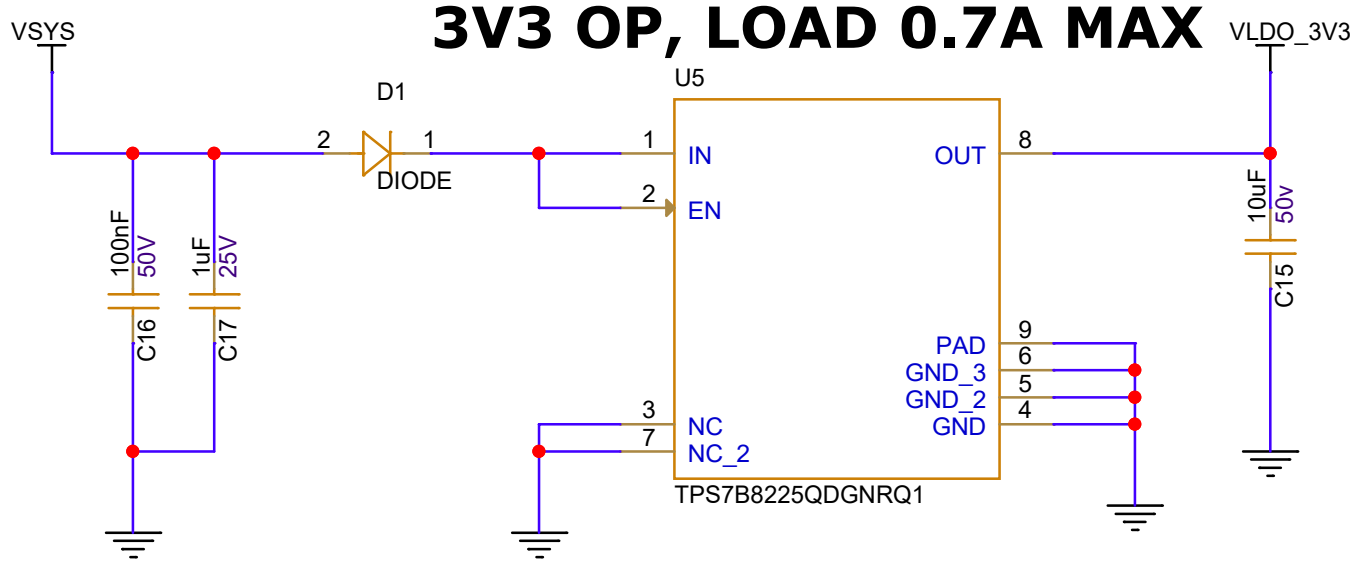 3V3 OP, LOAD 0.7A MAX
VSYS
VLDO_3V3
D1
U5
2
1
DIODE
1
IN
2
EN
OUT
8
100nF
50V
C16
1uF
25V
C17
10uF
50v
C15
PAD
9
GND_3
6
GND_2
5
GND
4
3
NC
7
NC_2
TPS7B8225QDGNRQ1